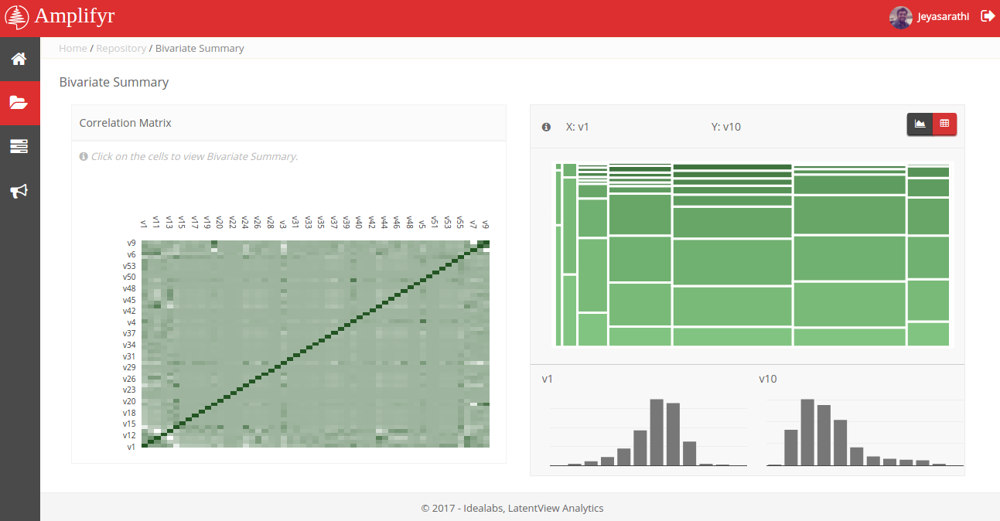 Amplifyr
Jeyasarathi
Home / Repository / Bivariate Summary
Bivariate Summary
Correlation Matrix
Click on the cells to view Bivariate Summary.
v1 v11 v13 v15 v17 v19 v20 v22 v24 v26 v28 v3 v31 v33 v35 v37 v39 v40 v42 v44 v46 v48 v5 v51 v53 v55 v7 v9
v9
v6
v53
v50
v48
v45
v42
v4
v37
v34
v31
v29
v26
v23
v20
v18
v15
v12
v1
X: v1 Y: v10
v1 v10
© 2017 - Idealabs, LatentView Analytics